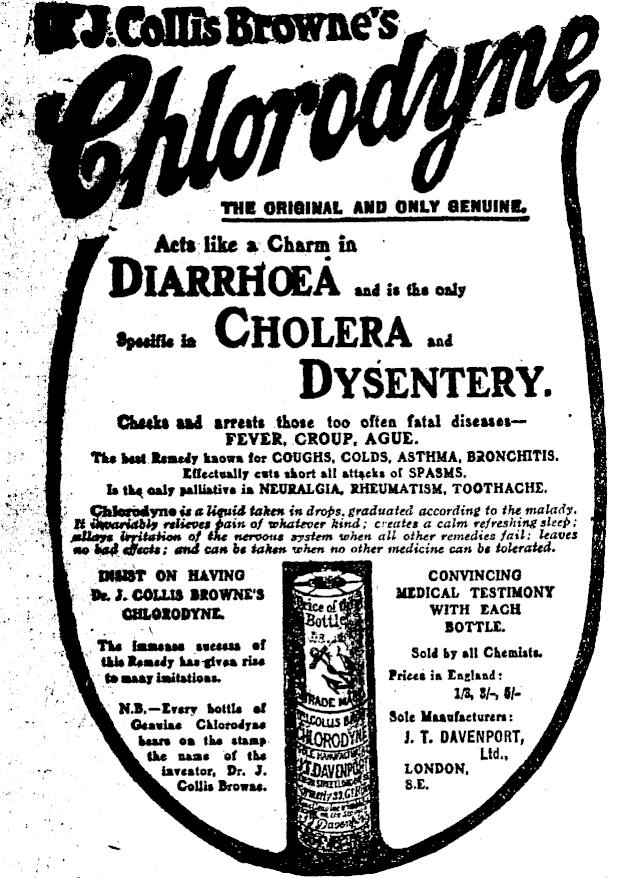 Dr. J. Collis Browne's
Chlorodyne
THE ORIGINAL AND ONLY GENUINE.
Acts like a Charm in
DIARRHŒA and is the only
Specific in CHOLERA and
DYSENTERY.
Checks and arrests those too often fatal diseases—
FEVER, CROUP, AGUE.
The best Remedy known for COUGHS, COLDS, ASTHMA, BRONCHITIS.
Effectually cuts short all attacks of SPASMS.
Is the only palliative in NEURALGIA, RHEUMATISM, TOOTHACHE.
Chlorodyne is a liquid taken in drops, graduated according to the malady.
It invariably relieves pain of whatever kind; creates a calm refreshing sleep;
allays irritation of the nervous system when all other remedies fail; leaves
no bad effects; and can be taken when no other medicine can be tolerated.
INSIST ON HAVING
Dr. J. COLLIS BROWNE'S
CHLORODYNE.
The immense success of
this Remedy has given rise
to many imitations.
N.B.—Every bottle of
Genuine Chlorodyne
bears on the stamp
the name of the
inventor, Dr. J.
Collis Browne.
Price of
Bottle
TRADE MARK
COLLIS
CHLORODYNE
J.T. DAVENPORT
CONVINCING
MEDICAL TESTIMONY
WITH EACH
BOTTLE.
Sold by all Chemists.
Prices in England:
1/3, 3/-, 5/-
Sole Manufacturers:
J. T. DAVENPORT,
Ltd.,
LONDON,
S.E.